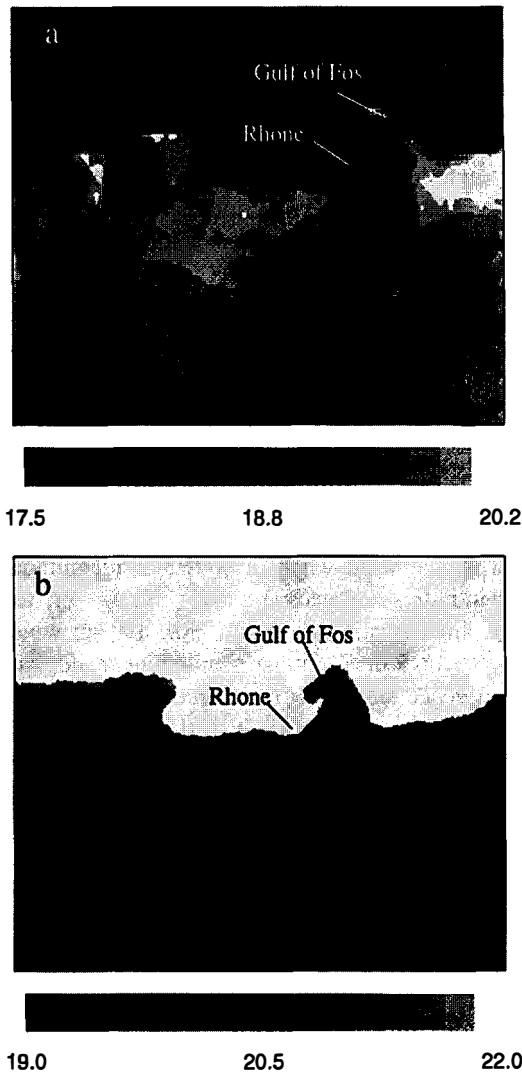 a
Gulf of Fos
Rhone
17.5 18.8 20.2
b
Gulf of Fos
Rhone
19.0 20.5 22.0